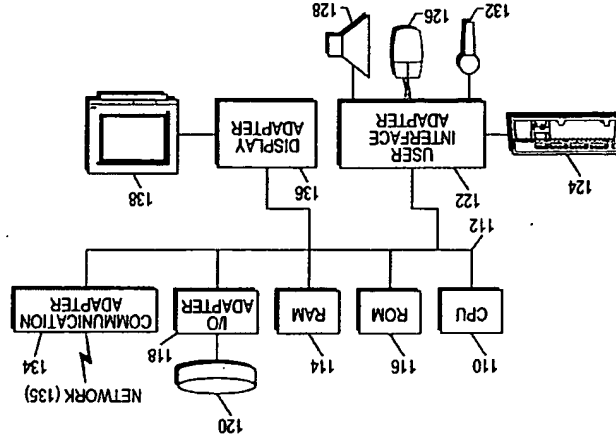 128
126
132
138
DISPLAY
ADAPTER
136
USER
INTERFACE
ADAPTER
122
124
112
COMMUNICATION
ADAPTER
134
NETWORK (135)
I/O
ADAPTER
118
120
RAM
114
ROM
116
CPU
110